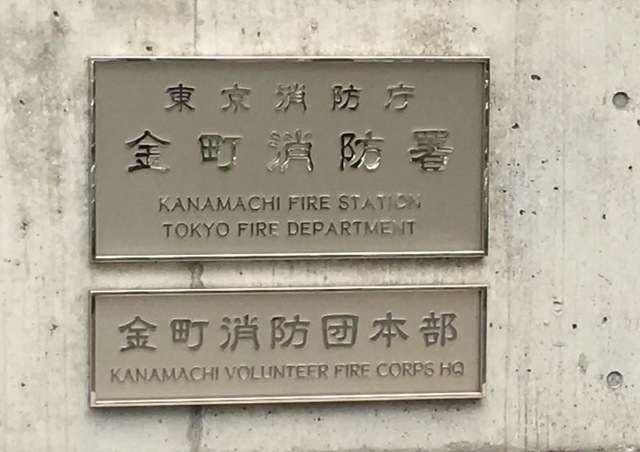 東京消防庁
金町消防署
KANAMACHI FIRE STATION
TOKYO FIRE DEPARTMENT
金町消防団本部
KANAMACHI VOLUNTEER FIRE CORPS HQ